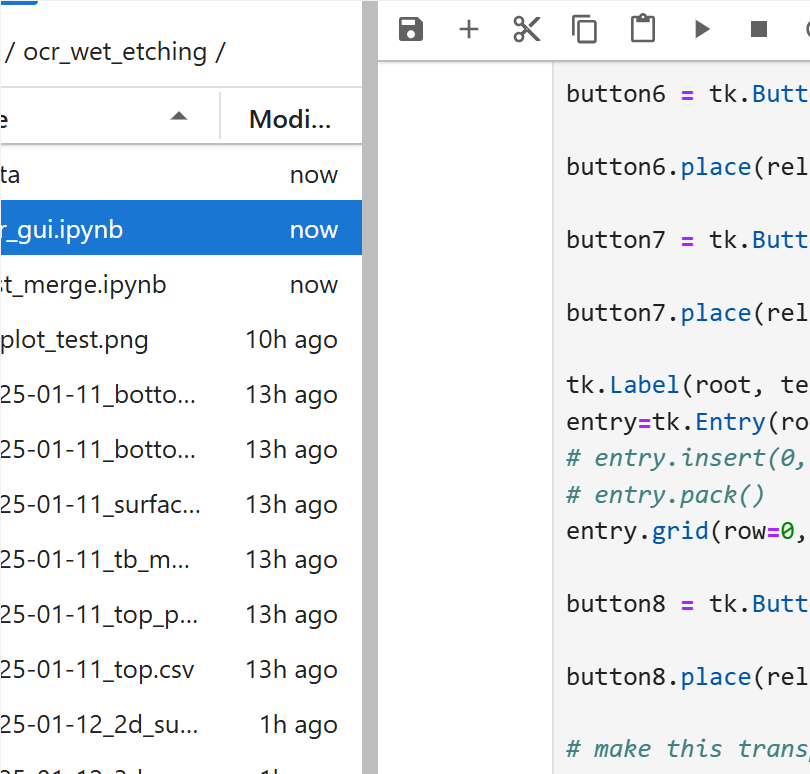 / ocr_wet_etching /
e
Modi...
ta now
r_gui.ipynb now
st_merge.ipynb now
plot_test.png 10h ago
25-01-11_botto... 13h ago
25-01-11_botto... 13h ago
25-01-11_surfac... 13h ago
25-01-11_tb_m... 13h ago
25-01-11_top_p... 13h ago
25-01-11_top.csv 13h ago
25-01-12_2d_su... 1h ago
button6 = tk.Butt
button6.place(rel
button7 = tk.Butt
button7.place(rel
tk.Label(root, te
entry=tk.Entry(ro
# entry.insert(0,
# entry.pack()
entry.grid(row=0,
button8 = tk.Butt
button8.place(rel
# make this trans